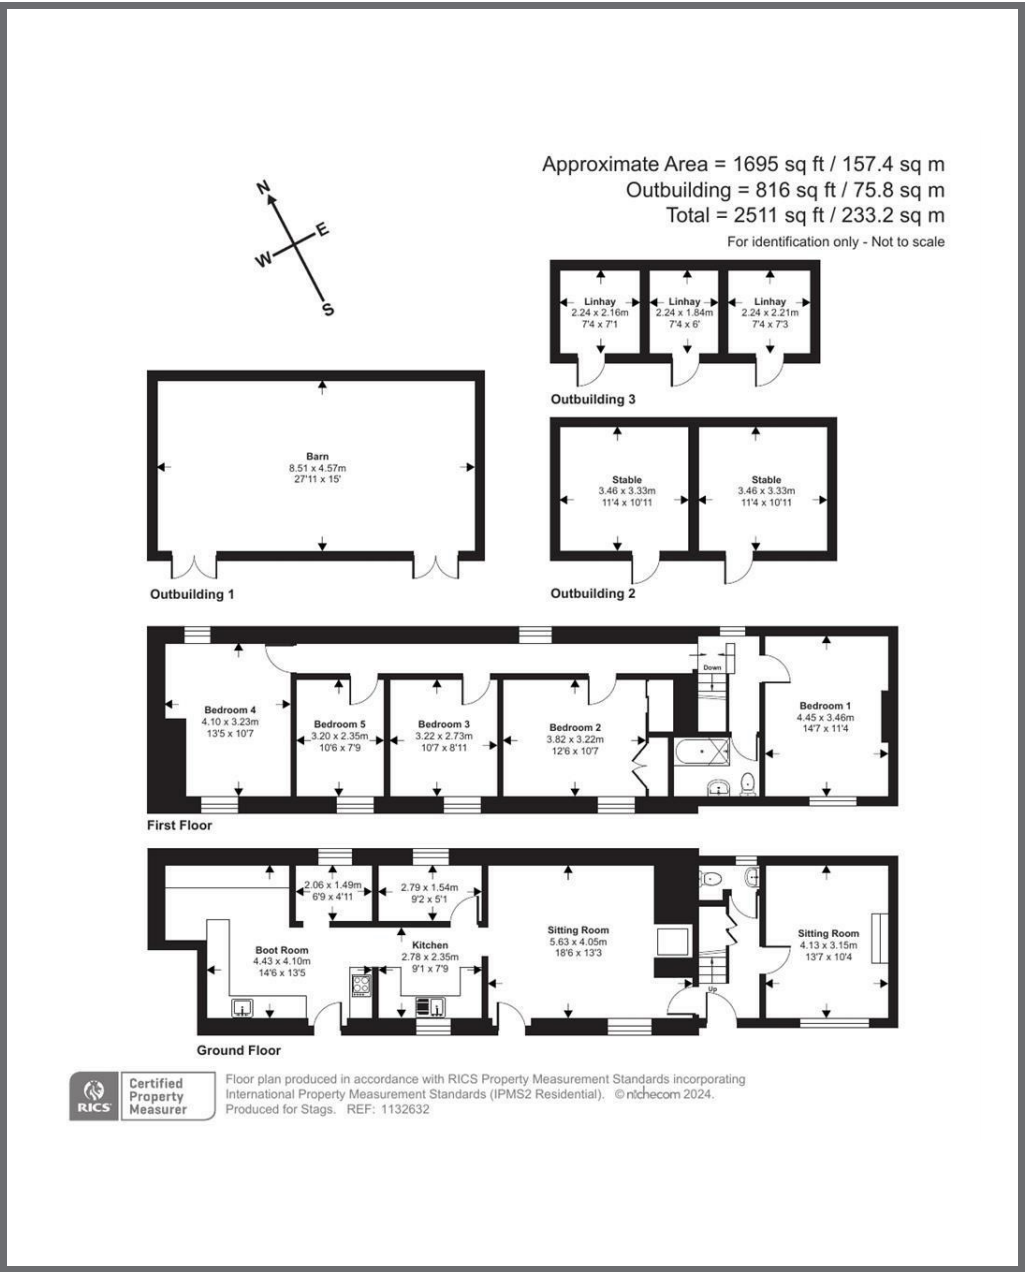 Approximate Area = 1695 sq ft / 157.4 sq m
Outbuilding = 816 sq ft / 75.8 sq m
Total = 2511 sq ft / 233.2 sq m
For identification only - Not to scale
N
E
W
S
Linhay
2.24 x 2.16m
7'4 x 7'1
Linhay
2.24 x 1.84m
7'4 x 6'
Linhay
2.24 x 2.21m
7'4 x 7'3
Outbuilding 3
Barn
8.51 x 4.57m
27'11 x 15'
Outbuilding 1
Stable
3.46 x 3.33m
11'4 x 10'11
Stable
3.46 x 3.33m
11'4 x 10'11
Outbuilding 2
Bedroom 4
4.10 x 3.23m
13'5 x 10'7
Bedroom 5
3.20 x 2.35m
10'6 x 7'9
Bedroom 3
3.22 x 2.73m
10'7 x 8'11
Bedroom 2
3.82 x 3.22m
12'6 x 10'7
Down
Bedroom 1
4.45 x 3.46m
14'7 x 11'4
First Floor
2.06 x 1.49m
6'9 x 4'11
2.79 x 1.54m
9'2 x 5'1
Boot Room
4.43 x 4.10m
14'6 x 13'5
Kitchen
2.78 x 2.35m
9'1 x 7'9
Sitting Room
5.63 x 4.05m
18'6 x 13'3
Up
Sitting Room
4.13 x 3.15m
13'7 x 10'4
Ground Floor
RICS
Certified
Property
Measurer
Floor plan produced in accordance with RICS Property Measurement Standards incorporating
International Property Measurement Standards (IPMS2 Residential). © nichecom 2024.
Produced for Stags. REF: 1132632